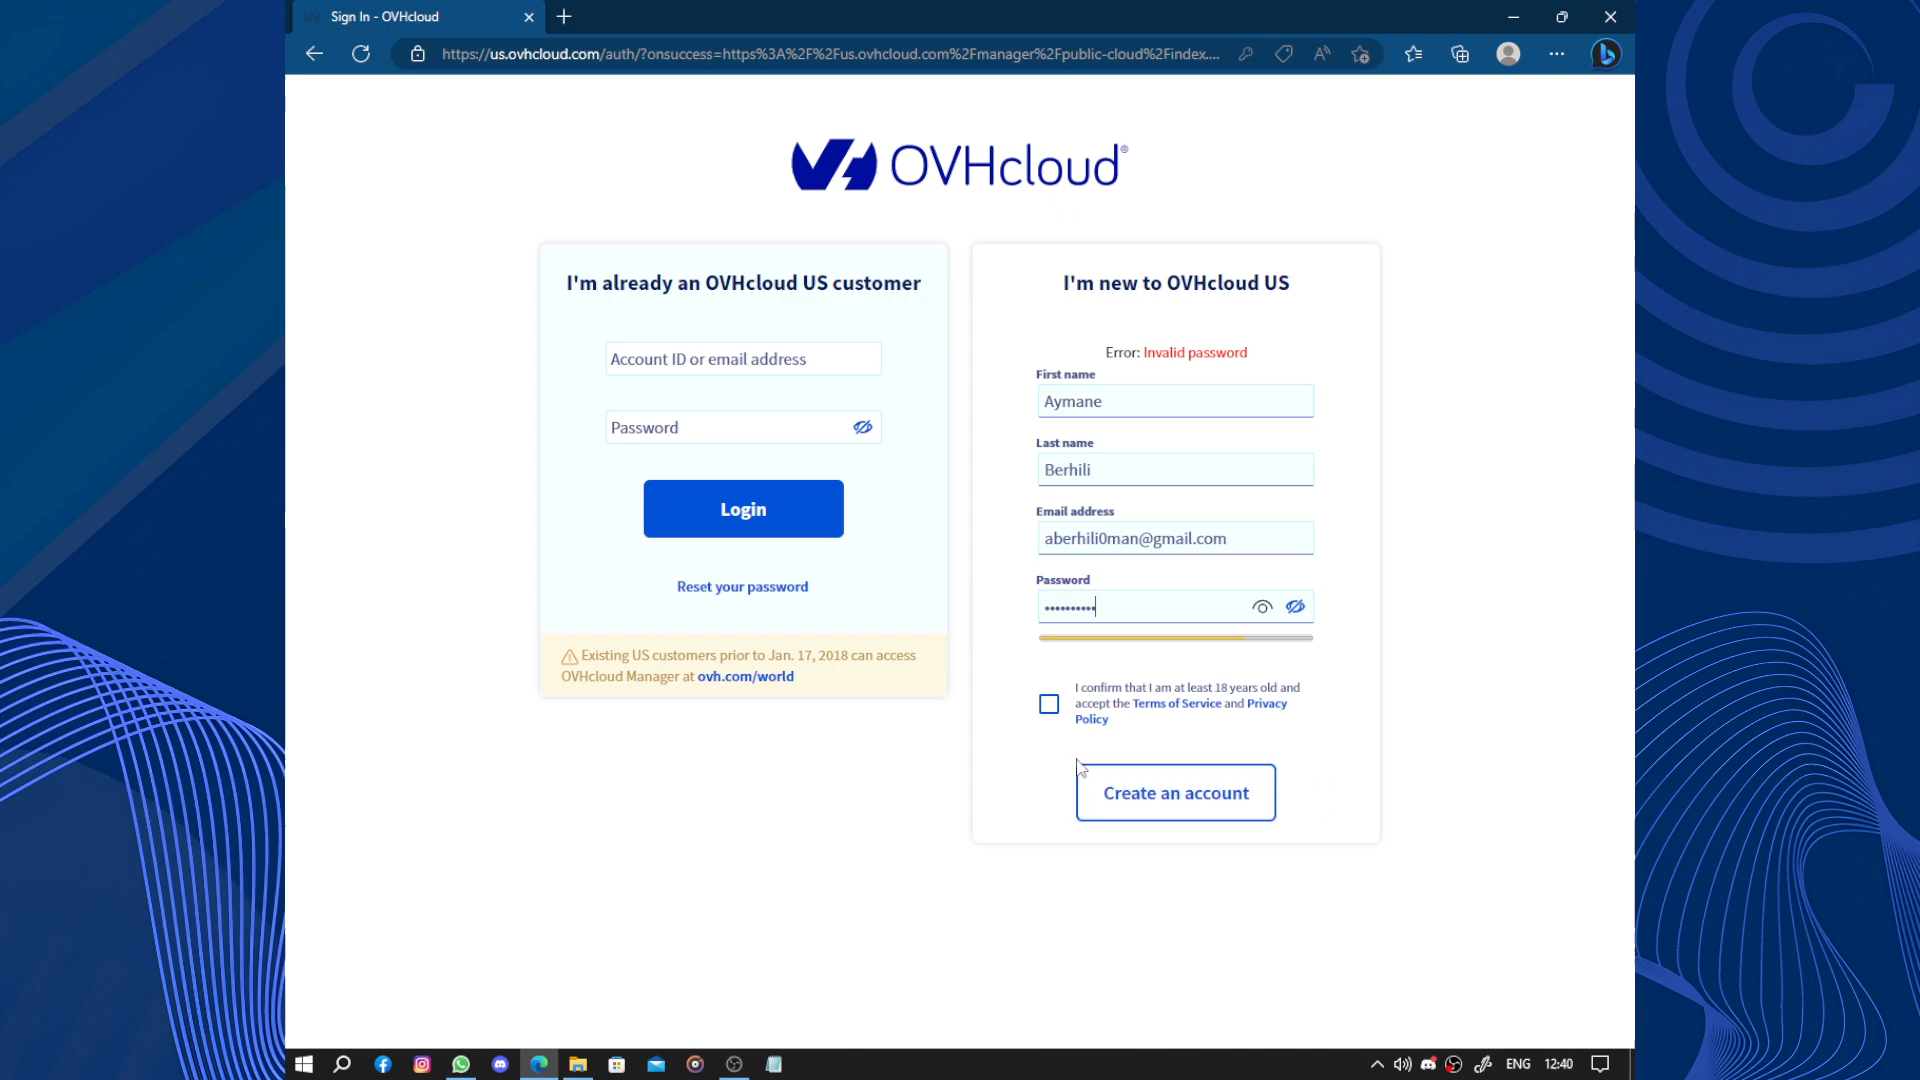 Sign In - OVHcloud
https://us.ovhcloud.com/auth/?onsuccess=https%3A%2F%2Fus.ovhcloud.com%2Fmanager%2Fpublic-cloud%2Findex....
OVHcloud®
I'm already an OVHcloud US customer
Account ID or email address
Password
Login
Reset your password
Existing US customers prior to Jan. 17, 2018 can access
OVHcloud Manager at ovh.com/world
I'm new to OVHcloud US
Error: Invalid password
First name
Aymane
Last name
Berhili
Email address
aberhili0man@gmail.com
Password
I confirm that I am at least 18 years old and
accept the Terms of Service and Privacy
Policy
Create an account
ENG 12:40